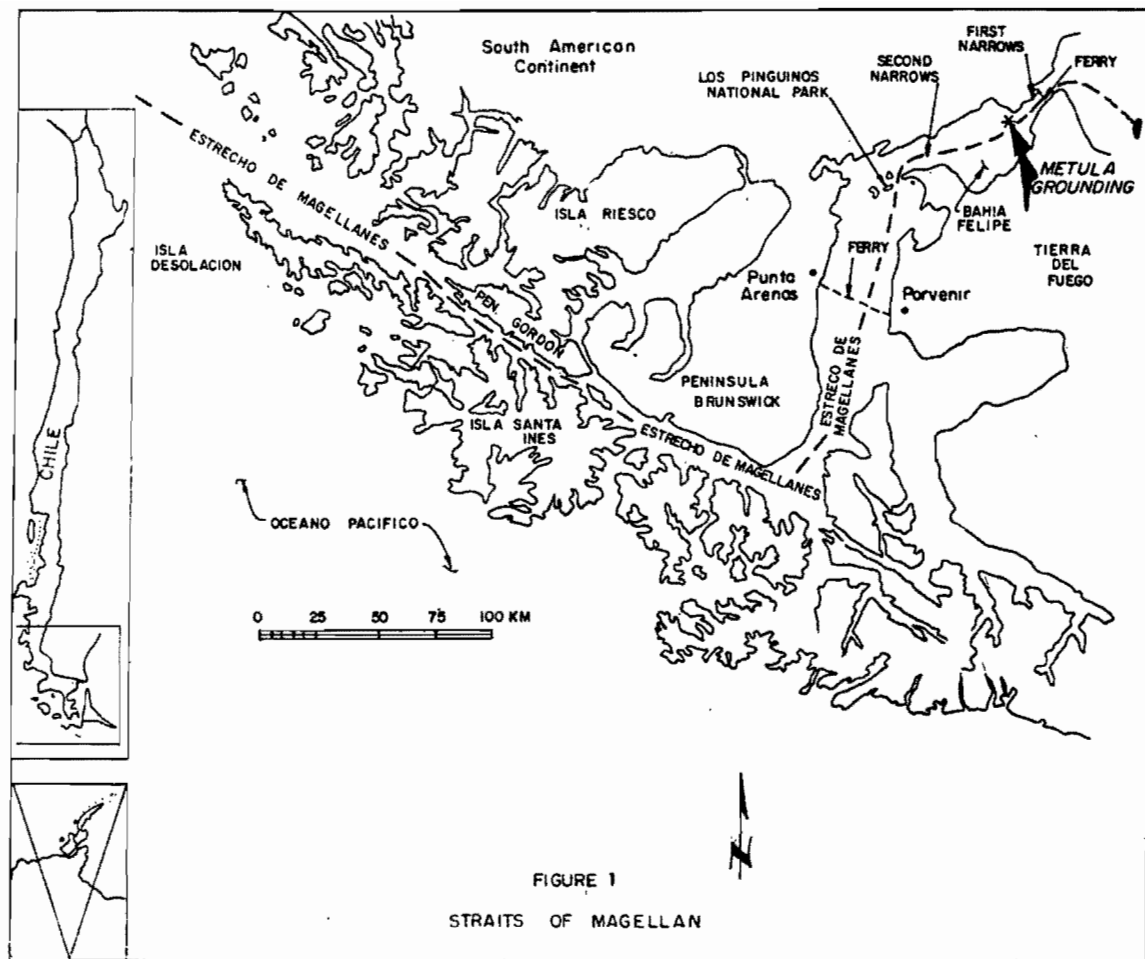 South American
Continent
FIRST
NARROWS
SECOND
NARROWS
FERRY
LOS PINGUINOS
NATIONAL PARK
METULA
GROUNDING
ESTRECHO DE MAGELLANES
ISLA RIESCO
BAHIA
FELIPE
ISLA
DESOLACION
FERRY
TIERRA
DEL
FUEGO
Punta
Arenas
Porvenir
PEN. GORDON
PENINSULA
BRUNSWICK
ESTRECO DE
MAGELLANES
ISLA SANTA
INES
ESTRECHO DE MAGELLANES
CHILE
OCEANO PACIFICO
0 25 50 75 100 KM
N
FIGURE 1
STRAITS OF MAGELLAN